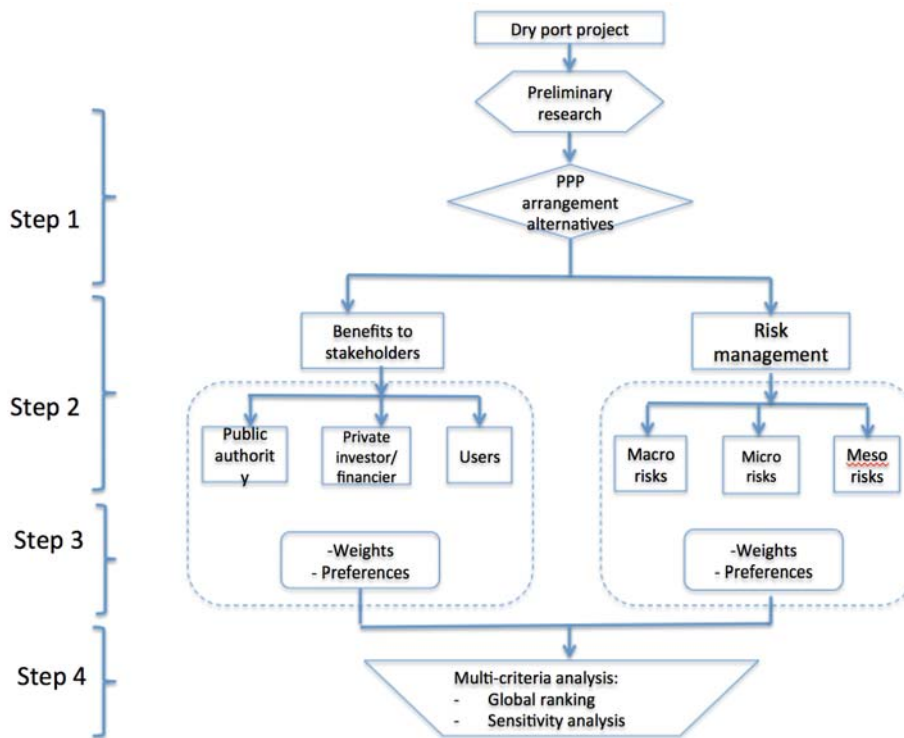 Dry port project
Preliminary
research
Step 1
PPP
arrangement
alternatives
Step 2
Benefits to
stakeholders
Risk
management
Public
authorit
y
Private
investor/
financier
Users
Macro
risks
Micro
risks
Meso
risks
Step 3
-Weights
- Preferences
-Weights
- Preferences
Step 4
Multi-criteria analysis:
- Global ranking
- Sensitivity analysis